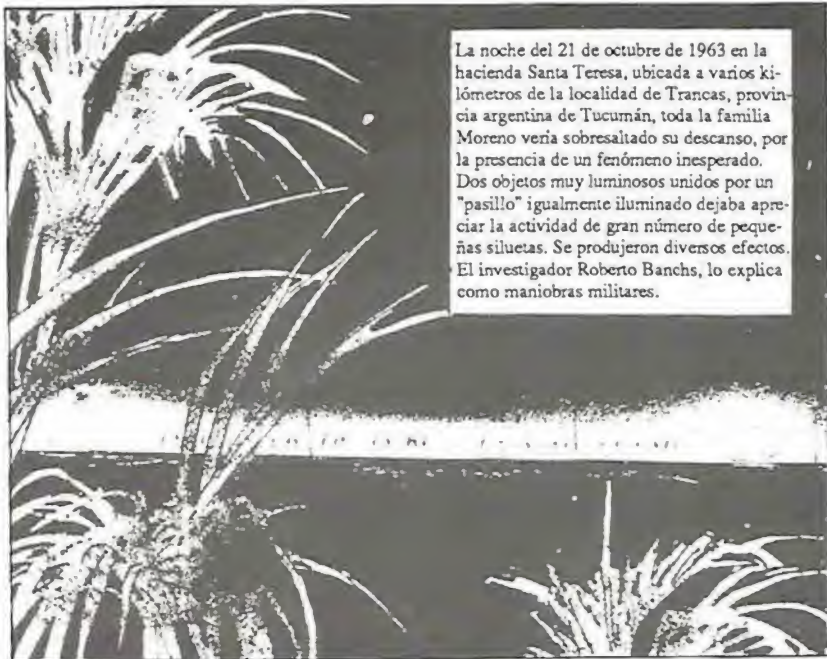 La noche del 21 de octubre de 1963 en la
hacienda Santa Teresa, ubicada a varios ki-
lómetros de la localidad de Trancas, provin-
cia argentina de Tucumán, toda la familia
Moreno vería sobresaltado su descanso, por
la presencia de un fenómeno inesperado.
Dos objetos muy luminosos unidos por un
"pasillo" igualmente iluminado dejaba apre-
ciar la actividad de gran número de peque-
ñas siluetas. Se produjeron diversos efectos.
El investigador Roberto Banchs, lo explica
como maniobras militares.